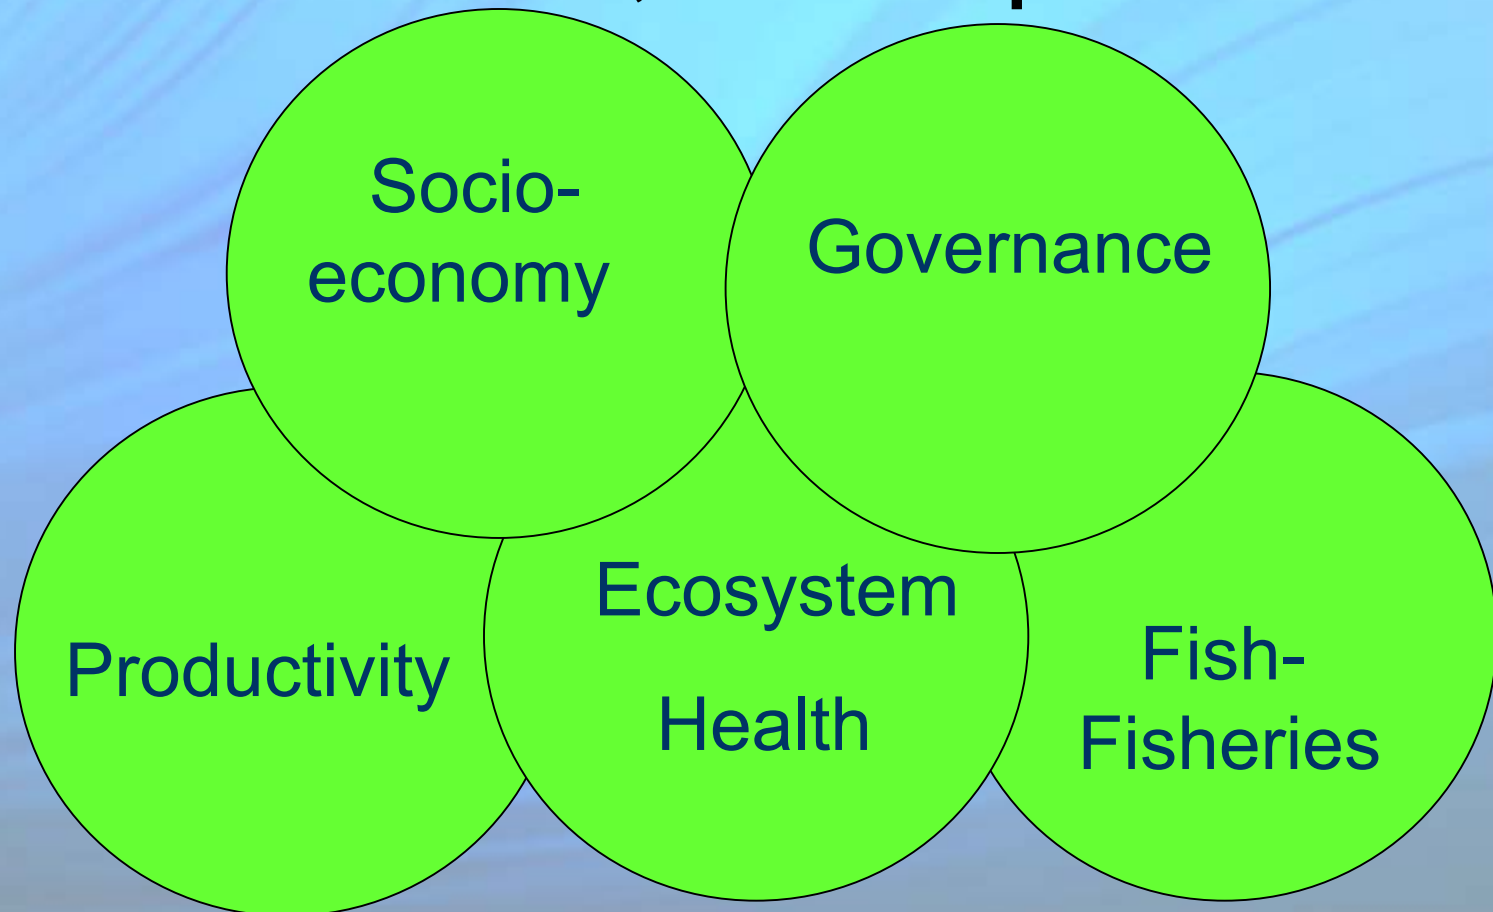 Socio-
economy
Governance
Productivity
Ecosystem
Health
Fish-
Fisheries